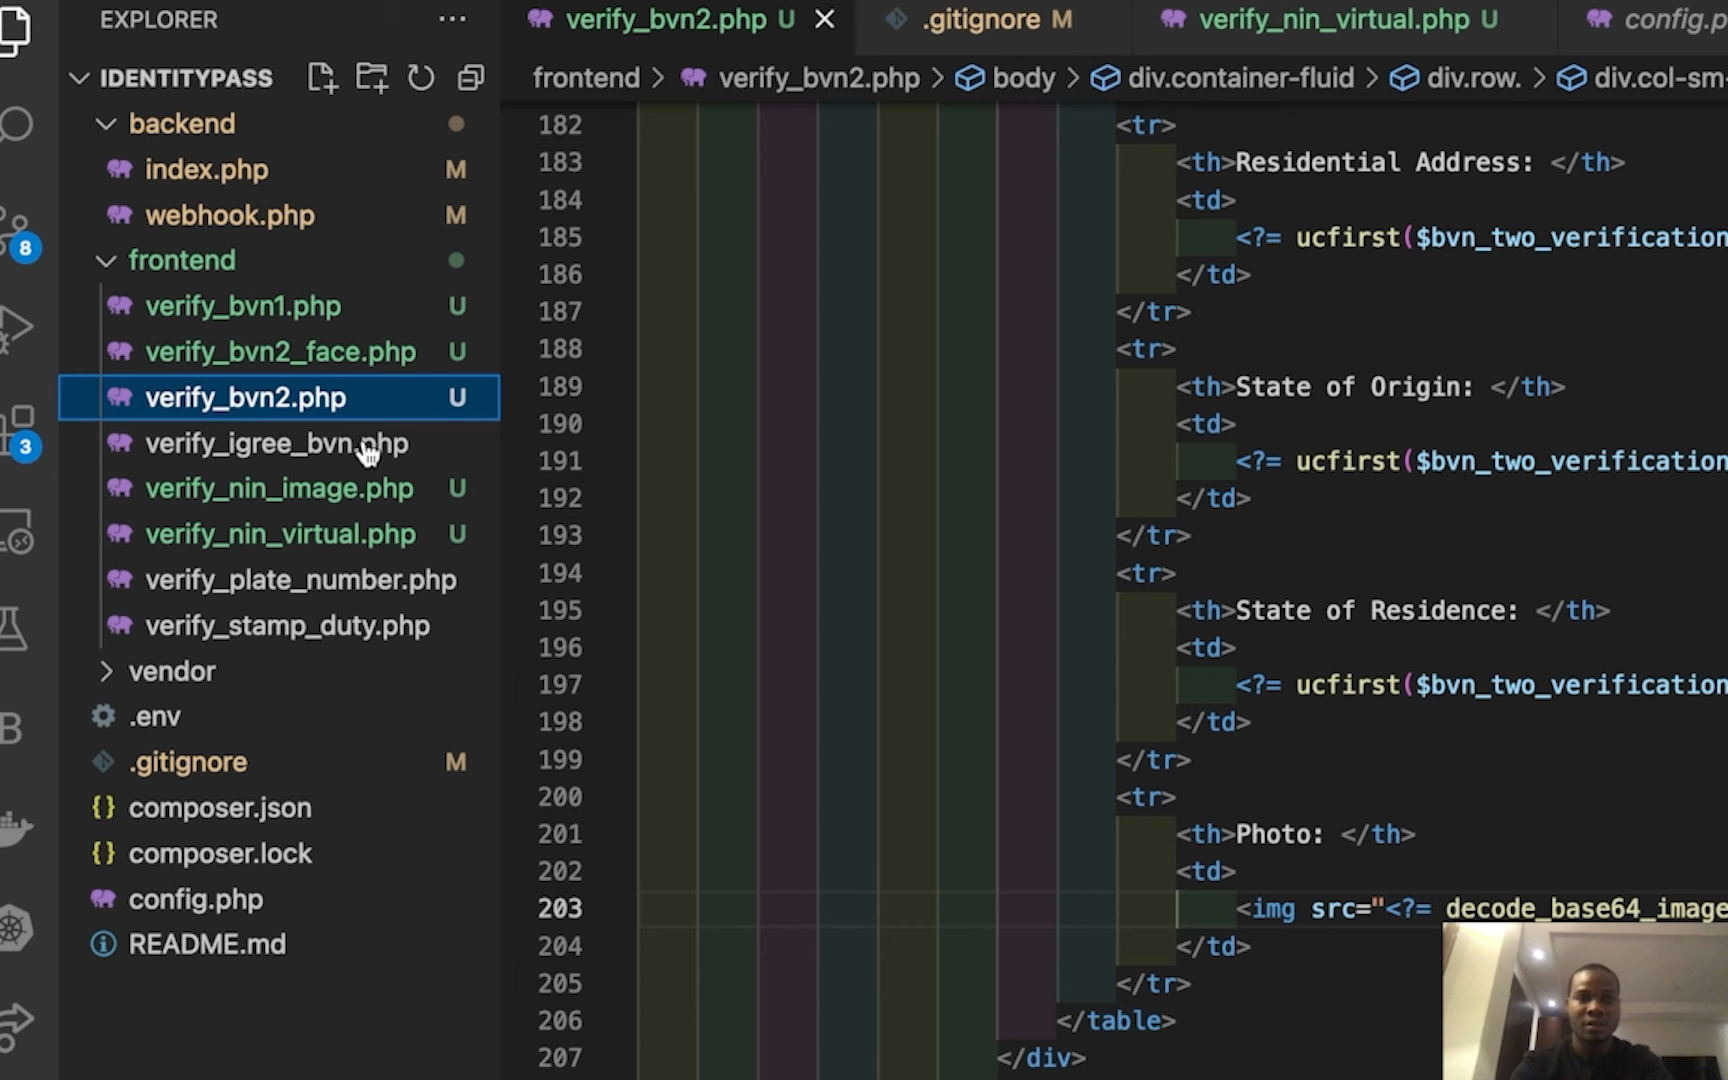 EXPLORER ···
IDENTITYPASS
backend
index.php M
webhook.php M
frontend
verify_bvn1.php U
verify_bvn2_face.php U
verify_bvn2.php U
verify_igree_bvn.php
verify_nin_image.php U
verify_nin_virtual.php U
verify_plate_number.php
verify_stamp_duty.php
vendor
.env
.gitignore M
{} composer.json
{} composer.lock
config.php
README.md
8
3
B
verify_bvn2.php U
.gitignore M
verify_nin_virtual.php U
config.p
frontend > verify_bvn2.php > body > div.container-fluid > div.row. > div.col-sm-
182 <tr>
183 <th>Residential Address: </th>
184 <td>
185 <?= ucfirst($bvn_two_verification
186 </td>
187 </tr>
188 <tr>
189 <th>State of Origin: </th>
190 <td>
191 <?= ucfirst($bvn_two_verification
192 </td>
193 </tr>
194 <tr>
195 <th>State of Residence: </th>
196 <td>
197 <?= ucfirst($bvn_two_verification
198 </td>
199 </tr>
200 <tr>
201 <th>Photo: </th>
202 <td>
203 <img src="<?= decode_base64_image
204 </td>
205 </tr>
206 </table>
207 </div>